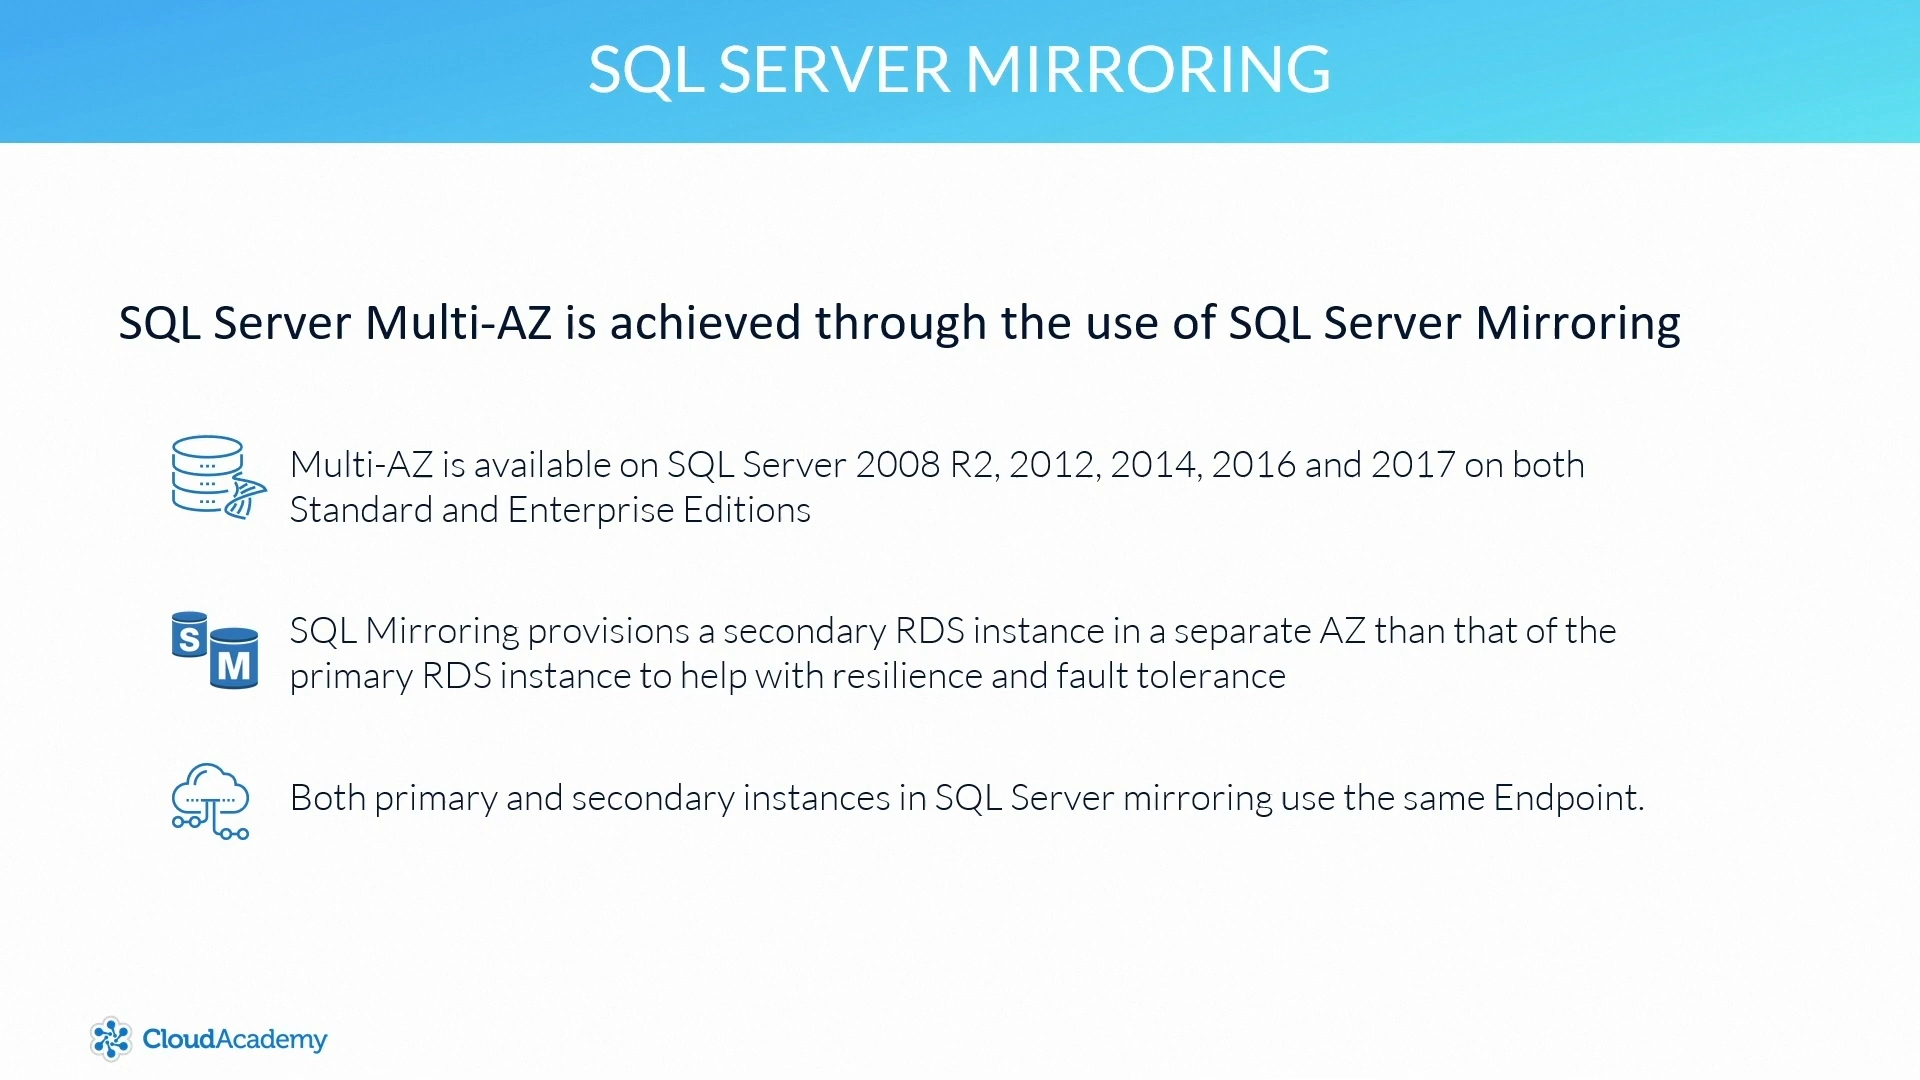 SQL SERVER MIRRORING
SQL Server Multi-AZ is achieved through the use of SQL Server Mirroring
Multi-AZ is available on SQL Server 2008 R2, 2012, 2014, 2016 and 2017 on both
Standard and Enterprise Editions
S
M
SQL Mirroring provisions a secondary RDS instance in a separate AZ than that of the
primary RDS instance to help with resilience and fault tolerance
Both primary and secondary instances in SQL Server mirroring use the same Endpoint.
CloudAcademy